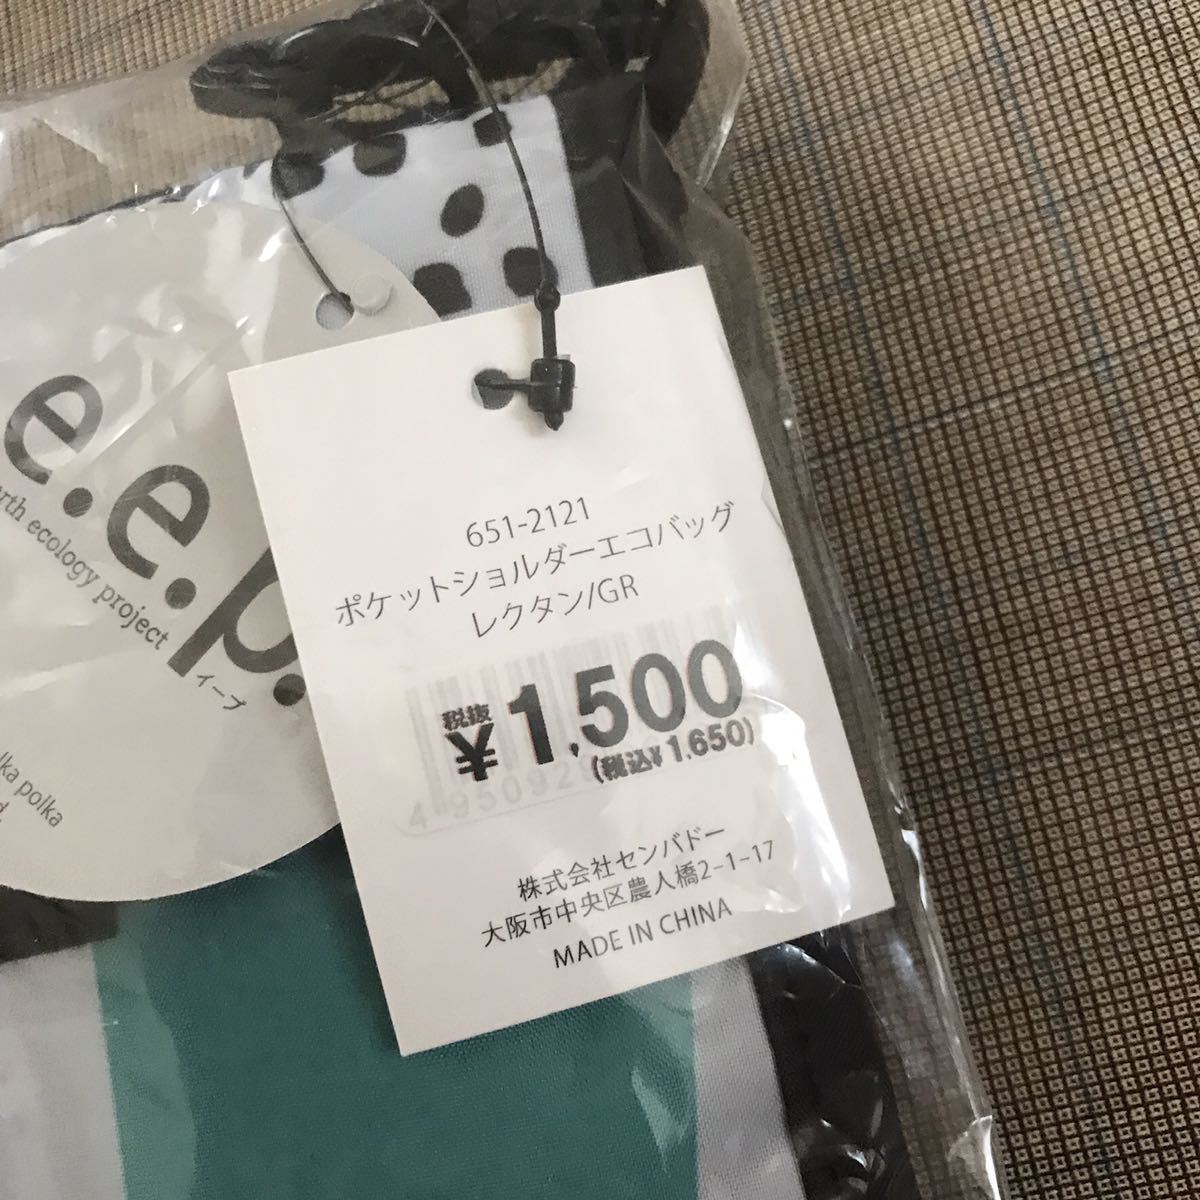 e.e.p.
rth ecology project
イープ
lka polka
d.
651-2121
ポケットショルダーエコバッグ
レクタン/GR
税抜
¥1,500
(税込¥1,650)
4 95092
株式会社センバドー
大阪市中央区農人橋2-1-17
MADE IN CHINA